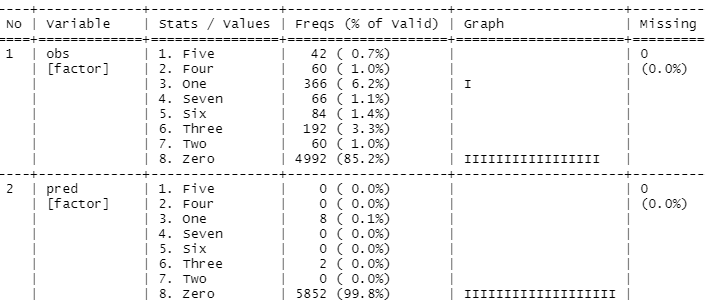 ----+---------------+-----------------+--------------------+---------------------+---------
No | Variable | Stats / Values | Freqs (% of Valid) | Graph | Missing
====+===============+=================+====================+=====================+=========
1 | obs | 1. Five | 42 ( 0.7%) | | 0
| [factor] | 2. Four | 60 ( 1.0%) | | (0.0%)
| | 3. One | 366 ( 6.2%) | I |
| | 4. Seven | 66 ( 1.1%) | |
| | 5. Six | 84 ( 1.4%) | |
| | 6. Three | 192 ( 3.3%) | |
| | 7. Two | 60 ( 1.0%) | |
| | 8. Zero | 4992 (85.2%) | IIIIIIIIIIIIIIIII |
----+---------------+-----------------+--------------------+---------------------+---------
2 | pred | 1. Five | 0 ( 0.0%) | | 0
| [factor] | 2. Four | 0 ( 0.0%) | | (0.0%)
| | 3. One | 8 ( 0.1%) | |
| | 4. Seven | 0 ( 0.0%) | |
| | 5. Six | 0 ( 0.0%) | |
| | 6. Three | 2 ( 0.0%) | |
| | 7. Two | 0 ( 0.0%) | |
| | 8. Zero | 5852 (99.8%) | IIIIIIIIIIIIIIIIIII |